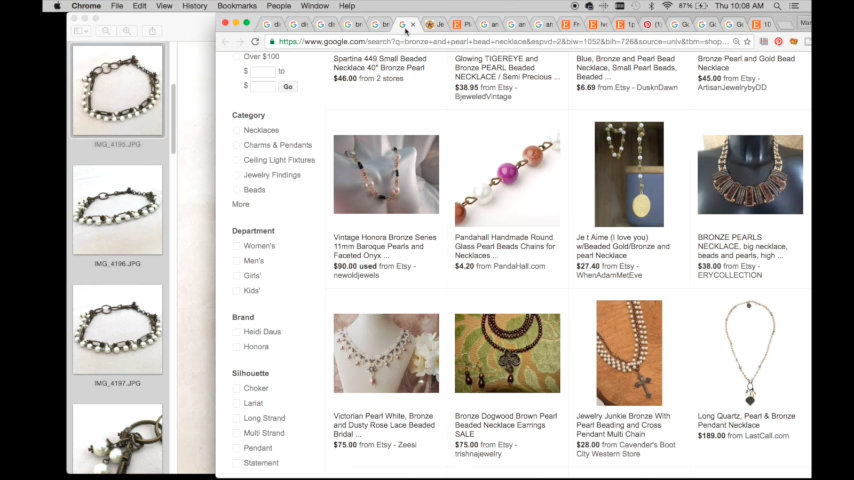 Chrome File Edit View History Bookmarks People Window Help
87% Thu 10:08 AM
https://www.google.com/search?q=bronze+and+pearl+bead+necklace&espvd=2&biw=1052&bih=726&source=univ&tbm=shop...
IMG_4195.JPG
IMG_4196.JPG
IMG_4197.JPG
Over $100
$ to
$ Go
Category
Necklaces
Charms & Pendants
Ceiling Light Fixtures
Jewelry Findings
Beads
More
Department
Women's
Men's
Girls'
Kids'
Brand
Heidi Daus
Honora
Silhouette
Choker
Lariat
Long Strand
Multi Strand
Pendant
Statement
Spartina 449 Small Beaded
Necklace 40" Bronze Pearl
$46.00 from 2 stores
Glowing TIGEREYE and
Bronze PEARL Beaded
NECKLACE / Semi Precious ...
$38.95 from Etsy -
BjeweledVintage
Blue, Bronze and Pearl Bead
Necklace, Small Pearl Beads,
Beaded ...
$6.69 from Etsy - DusknDawn
Bronze Pearl and Gold Bead
Necklace
$45.00 from Etsy -
ArtisanJewelrybyDD
Vintage Honora Bronze Series
11mm Baroque Pearls and
Faceted Onyx ...
$90.00 used from Etsy -
newoldjewels
Pandahall Handmade Round
Glass Pearl Beads Chains for
Necklaces ...
$4.20 from PandaHall.com
Je t Aime (I love you)
w/Beaded Gold/Bronze and
pearl Necklace
$27.40 from Etsy -
WhenAdamMetEve
BRONZE PEARLS
NECKLACE, big necklace,
beads and pearls, high ...
$38.00 from Etsy -
ERYCOLLECTION
Victorian Pearl White, Bronze
and Dusty Rose Lace Beaded
Bridal ...
$75.00 from Etsy - Zeesi
Bronze Dogwood Brown Pearl
Beaded Necklace Earrings
SALE
$75.00 from Etsy -
trishnajewelry
Jewelry Junkie Bronze With
Pearl Beading and Cross
Pendant Multi Chain
$28.00 from Cavender's Boot
City Western Store
Long Quartz, Pearl & Bronze
Pendant Necklace
$189.00 from LastCall.com